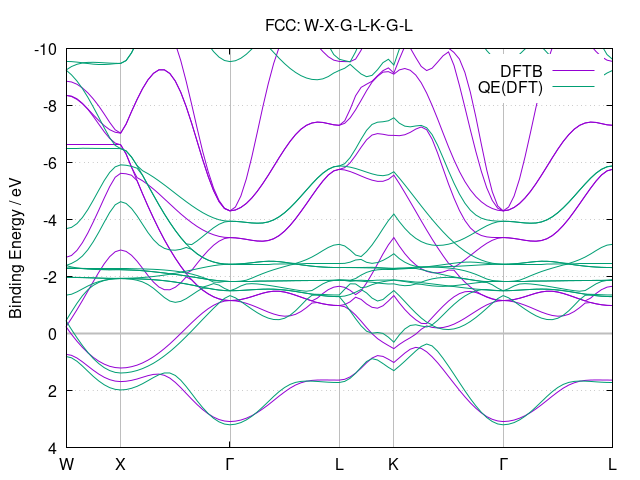 FCC: W-X-G-L-K-G-L
-10
DFTB
QE(DFT)
-8
-6
-4
-2
0
2
4
Binding Energy / eV
W X Γ L K Γ L